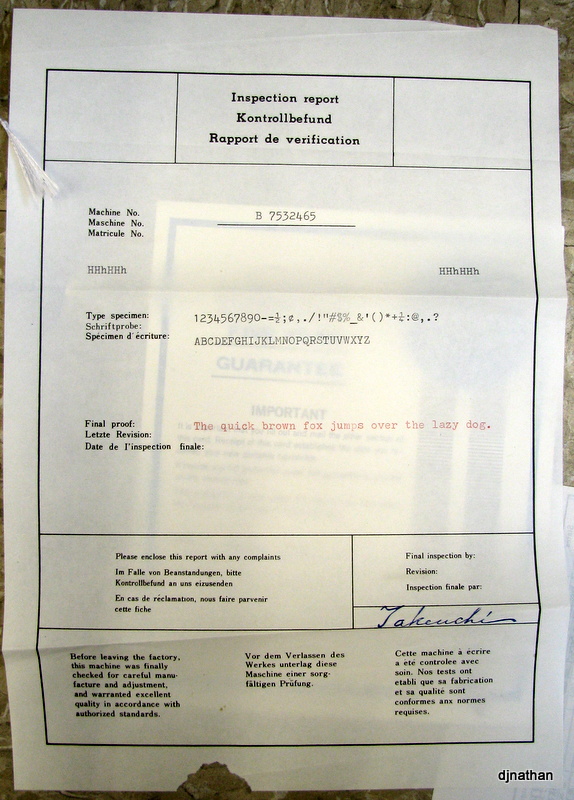 Inspection report
Kontrollbefund
Rapport de verification
Machine No.
Maschine No.
Matricule No.
B 7532465
HHhHHh
HHhHHh
Type specimen:
Schriftprobe:
Spécimen d'écriture:
1234567890-=½;¢,./!"#$%_&'()*+¼:@,.?
ABCDEFGHIJKLMNOPQRSTUVWXYZ
GUARANTEE
IMPORTANT
Final proof:
Letzte Revision:
Date de l'inspection finale:
The quick brown fox jumps over the lazy dog.
Please enclose this report with any complaints
Im Falle von Beanstandungen, bitte
Kontrollbefund an uns eizusenden
En cas de réclamation, nous faire parvenir
cette fiche
Final inspection by:
Revision:
Inspection finale par:
Takeuchi
Before leaving the factory,
this machine was finally
checked for careful manu-
facture and adjustment,
and warranted excellent
quality in accordance with
authorized standards.
Vor dem Verlassen des
Werkes unterlag diese
Maschine einer sorg-
fältigen Prüfung.
Cette machine à écrire
a eté controlee avec
soin. Nos tests ont
etabli que sa fabrication
et sa qualité sont
conformes anx normes
requises.
djnathan